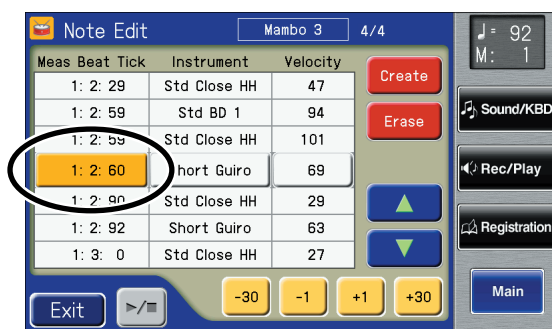 Note Edit
Mambo 3
4/4
♩= 92
M: 1
Meas Beat Tick Instrument Velocity
1: 2: 29 Std Close HH 47
1: 2: 59 Std BD 1 94
1: 2: 59 Std Close HH 101
1: 2: 60 hort Guiro 69
1: 2: 90 Std Close HH 29
1: 2: 92 Short Guiro 63
1: 3: 0 Std Close HH 27
Create
Erase
Sound/KBD
Rec/Play
Registration
Main
Exit
-30 -1 +1 +30